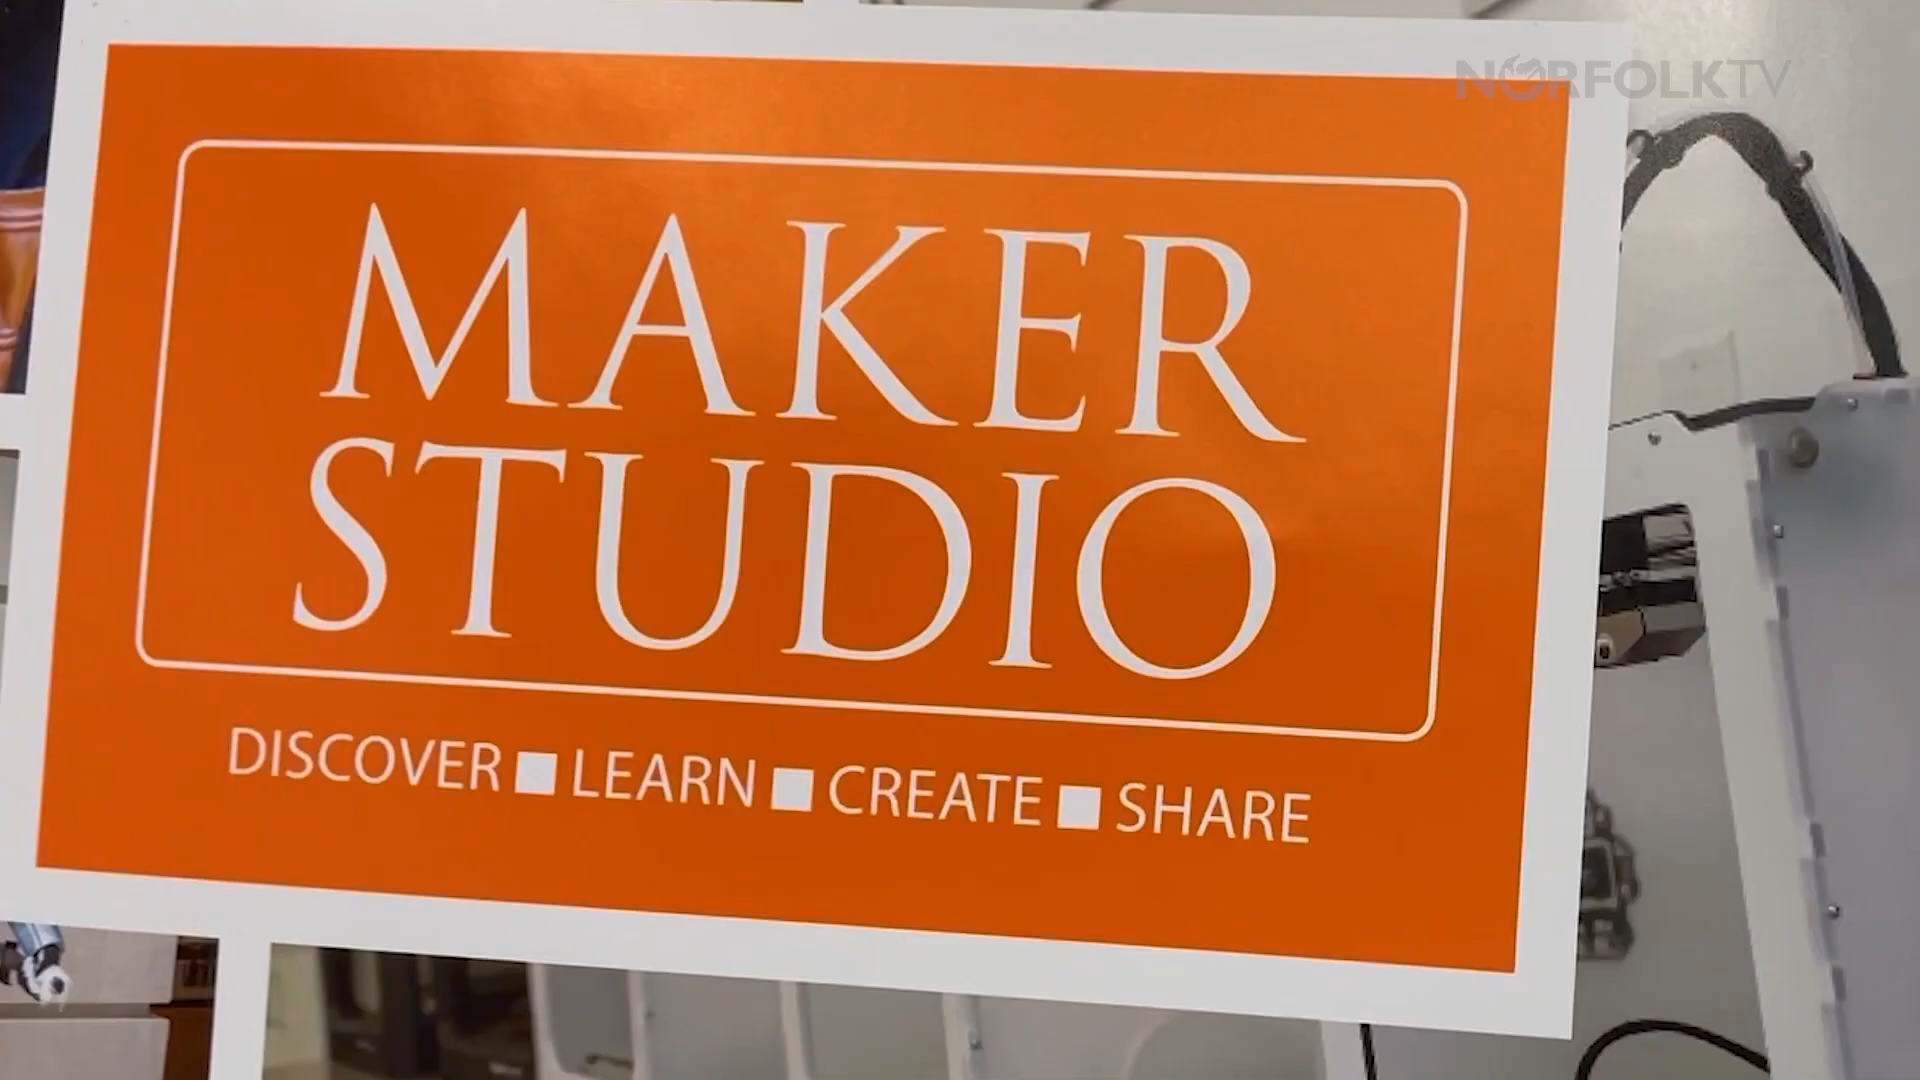 NORFOLKTV
MAKER
STUDIO
DISCOVER ■ LEARN ■ CREATE ■ SHARE